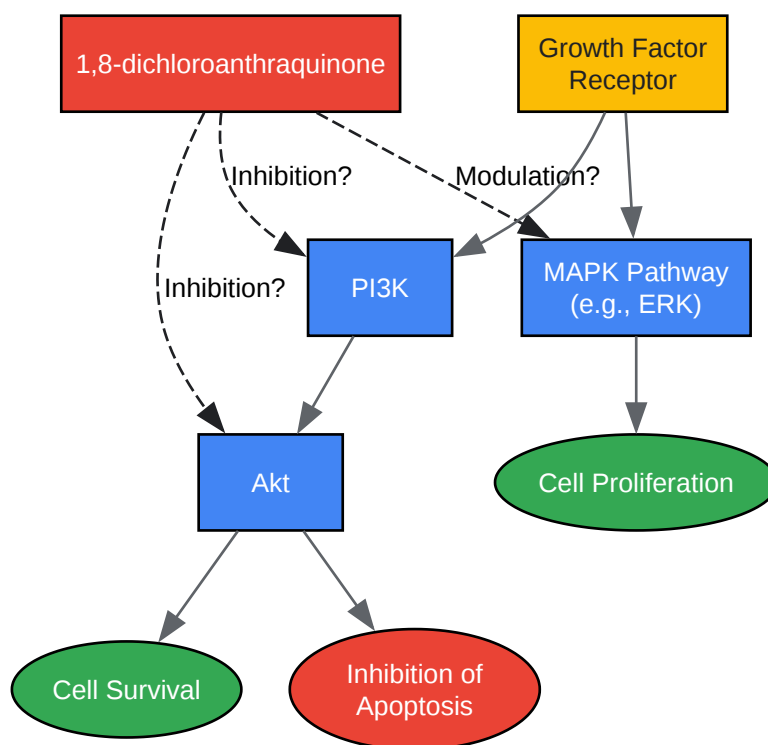 1,8-dichloroanthraquinone
Growth Factor
Receptor
Inhibition?
Modulation?
Inhibition?
PI3K
MAPK Pathway
(e.g., ERK)
Akt
Cell Proliferation
Cell Survival
Inhibition of
Apoptosis